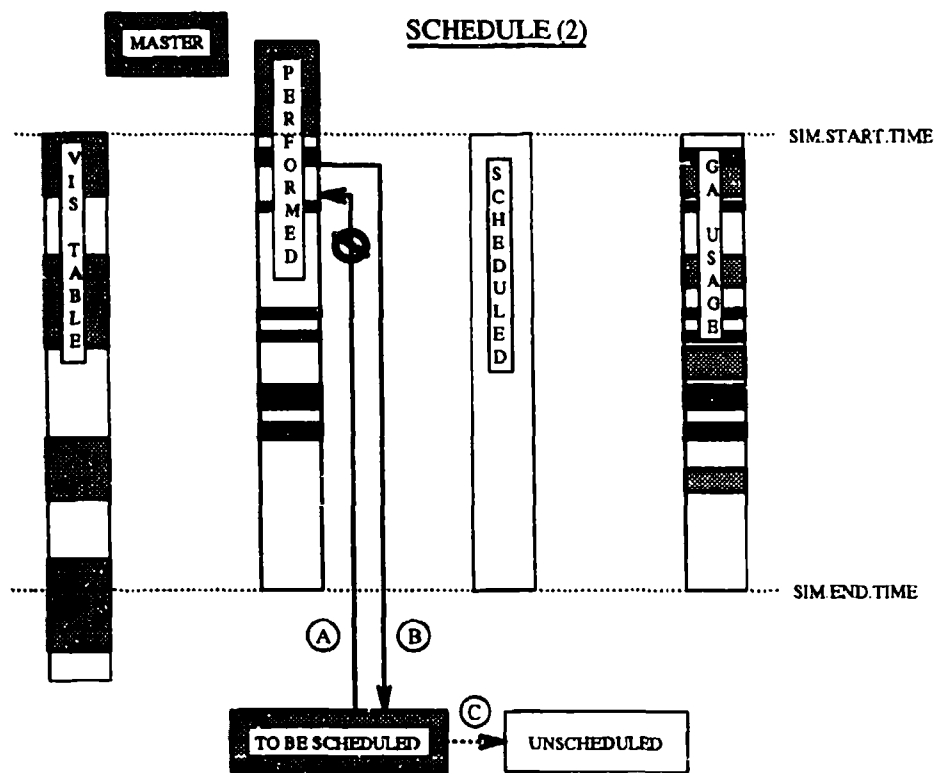 SCHEDULE (2)
MASTER
SIM.START.TIME
VIS TABLE
PERFORMED
SCHEDULED
GA USAGE
SIM.END.TIME
A
B
C
TO BE SCHEDULED
UNSCHEDULED